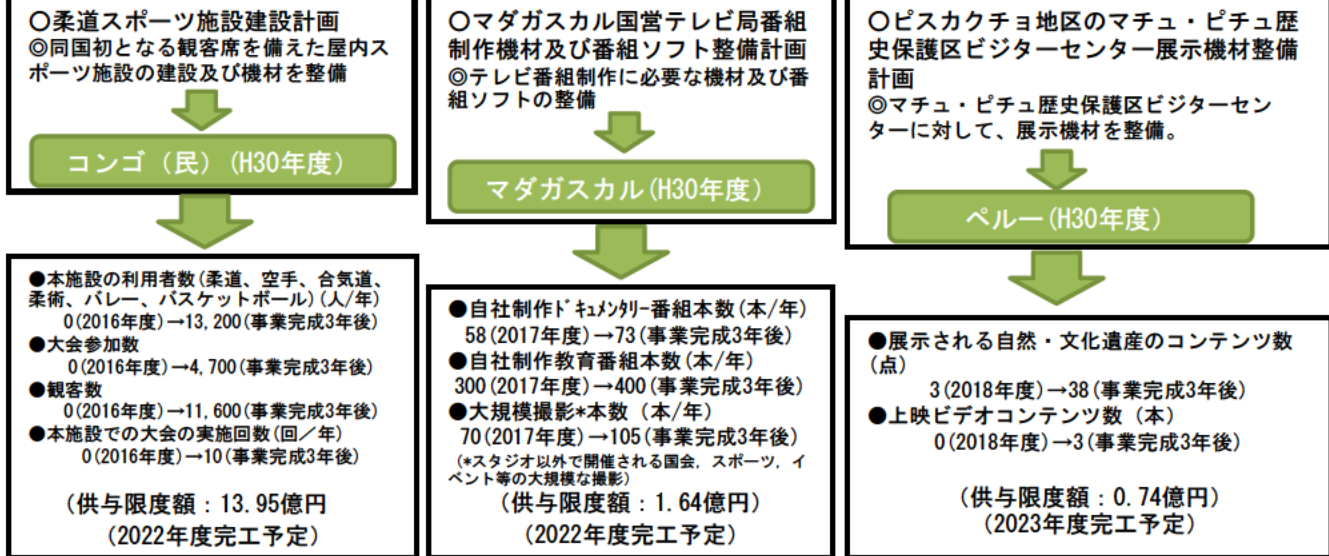 〇柔道スポーツ施設建設計画
◎同国初となる観客席を備えた屋内ス
ポーツ施設の建設及び機材を整備
コンゴ（民）(H30年度)
●本施設の利用者数(柔道、空手、合気道、
柔術、バレー、バスケットボール)(人/年)
0(2016年度)→13,200(事業完成3年後)
●大会参加数
0(2016年度)→4,700(事業完成3年後)
●観客数
0(2016年度)→11,600(事業完成3年後)
●本施設での大会の実施回数(回／年)
0(2016年度)→10(事業完成3年後)
（供与限度額：13.95億円
（2022年度完工予定）
〇マダガスカル国営テレビ局番組
制作機材及び番組ソフト整備計画
◎テレビ番組制作に必要な機材及び番
組ソフトの整備
マダガスカル(H30年度)
●自社制作ﾄﾞｷｭﾒﾝﾀﾘｰ番組本数(本/年)
58(2017年度)→73(事業完成3年後)
●自社制作教育番組本数(本/年)
300(2017年度)→400(事業完成3年後)
●大規模撮影*本数（本/年）
70(2017年度)→105(事業完成3年後)
(*スタジオ以外で開催される国会，スポーツ，イ
ベント等の大規模な撮影)
（供与限度額：1.64億円）
（2022年度完工予定）
〇ピスカクチョ地区のマチュ・ピチュ歴
史保護区ビジターセンター展示機材整備
計画
◎マチュ・ピチュ歴史保護区ビジターセン
ターに対して、展示機材を整備。
ペルー(H30年度)
●展示される自然・文化遺産のコンテンツ数
(点)
3(2018年度)→38(事業完成3年後)
●上映ビデオコンテンツ数（本）
0(2018年度)→3(事業完成3年後)
（供与限度額：0.74億円）
（2023年度完工予定）